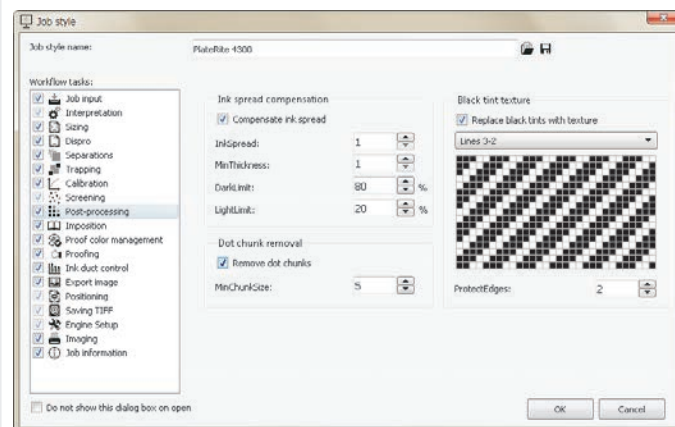 Job style
Job style name:
PlateRite 4300
Workflow tasks:
Job input
Interpretation
Sizing
Dispro
Separations
Trapping
Calibration
Screening
Post-processing
Imposition
Proof color management
Proofing
Ink duct control
Export image
Positioning
Saving TIFF
Engine Setup
Imaging
Job information
Do not show this dialog box on open
Ink spread compensation
Compensate ink spread
InkSpread: 1
MinThickness: 1
DarkLimit: 80 %
LightLimit: 20 %
Dot chunk removal
Remove dot chunks
MinChunkSize: 5
Black tint texture
Replace black tints with texture
Lines 3-2
ProtectEdges: 2
OK
Cancel